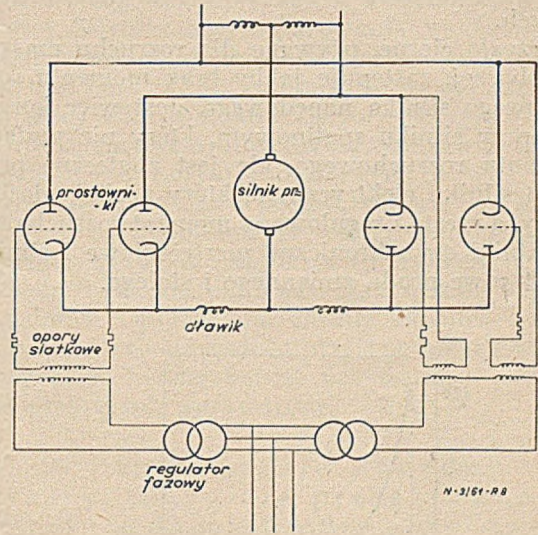 prostowni-
-ki
silnik pr=
dławik
opory
siatkowe
regulator
fazowy
N-3/61-R8